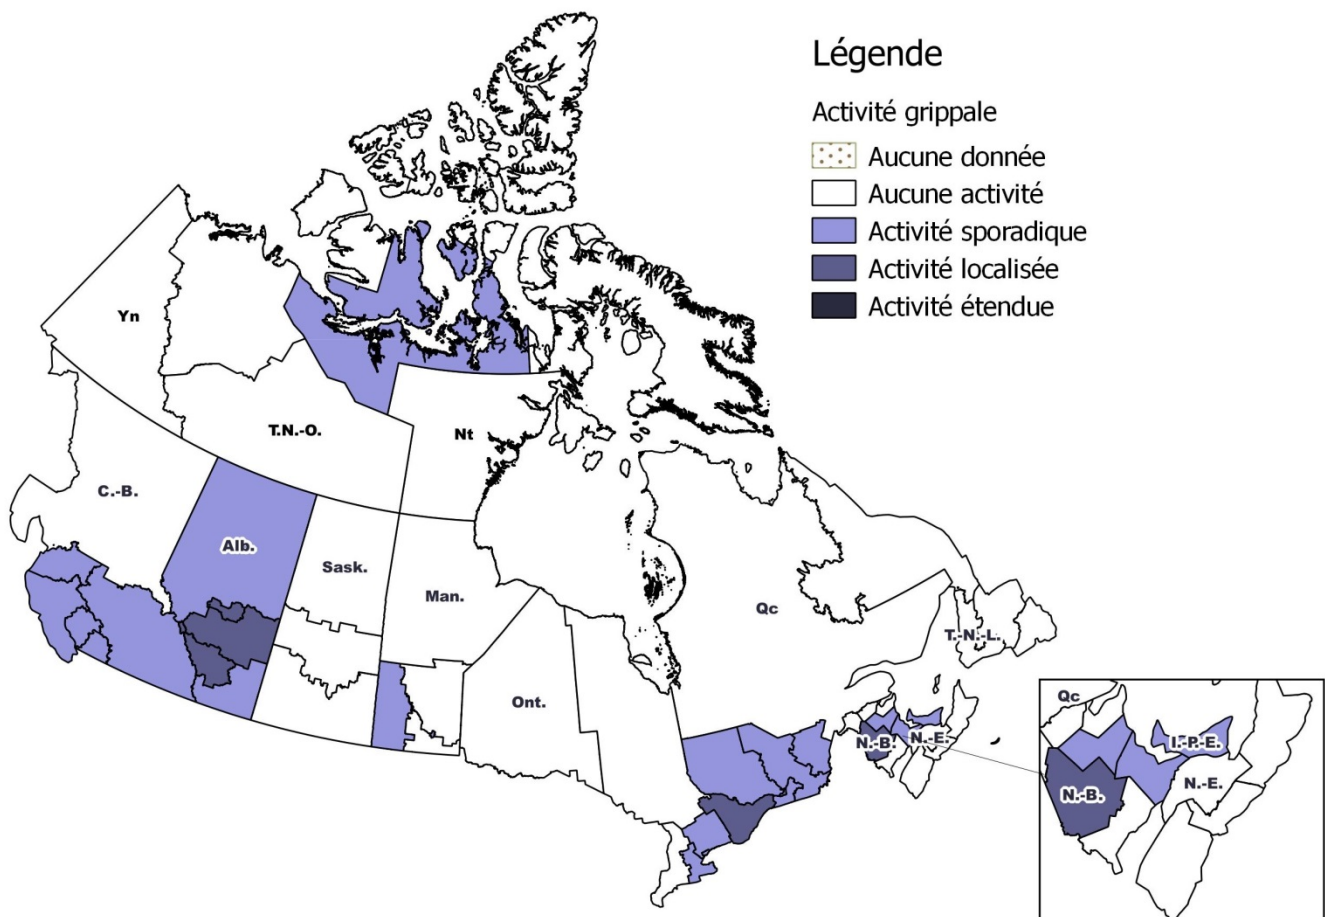 Légende
Activité grippale
Aucune donnée
Aucune activité
Activité sporadique
Activité localisée
Activité étendue
Yn
T.N.-O.
Nt
C.-B.
Alb.
Sask.
Man.
Qc
T.-N.-L.
Ont.
N.-B.
N.-E.
Qc
I.-P.-E.
N.-B.
N.-E.